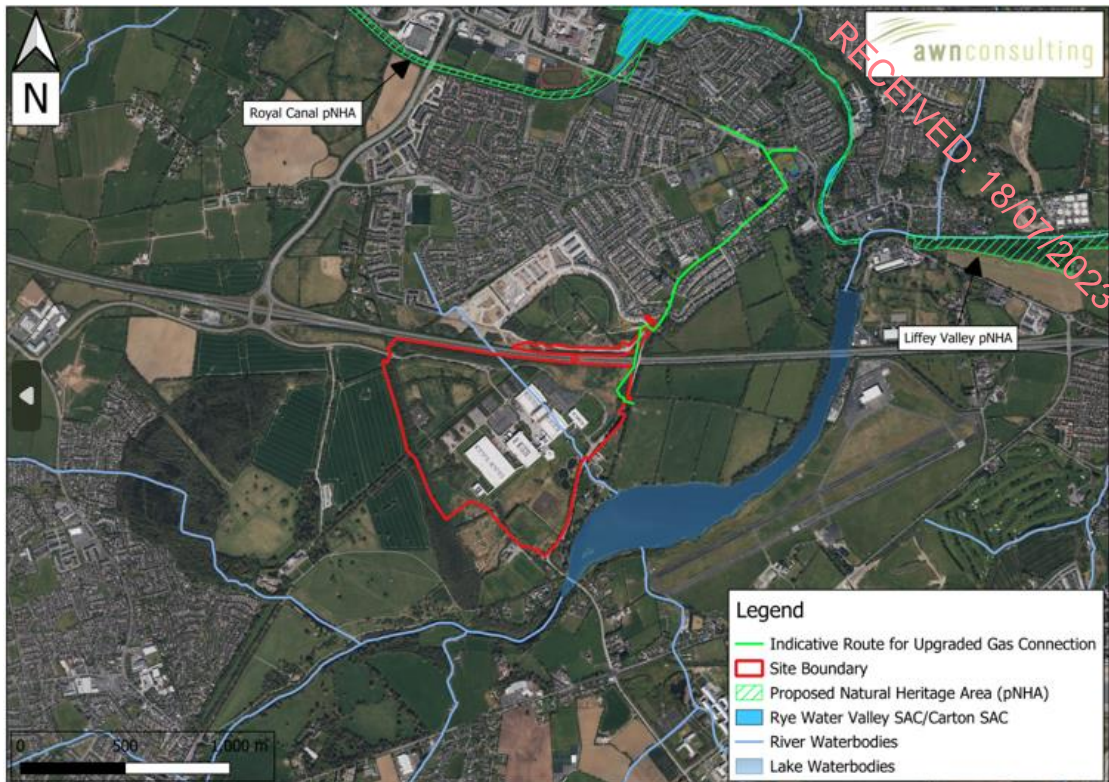 awnconsulting
RECEIVED: 18/07/2023
N
Royal Canal pNHA
Liffey Valley pNHA
Legend
Indicative Route for Upgraded Gas Connection
Site Boundary
Proposed Natural Heritage Area (pNHA)
Rye Water Valley SAC/Carton SAC
River Waterbodies
Lake Waterbodies
0 500 1,000 m